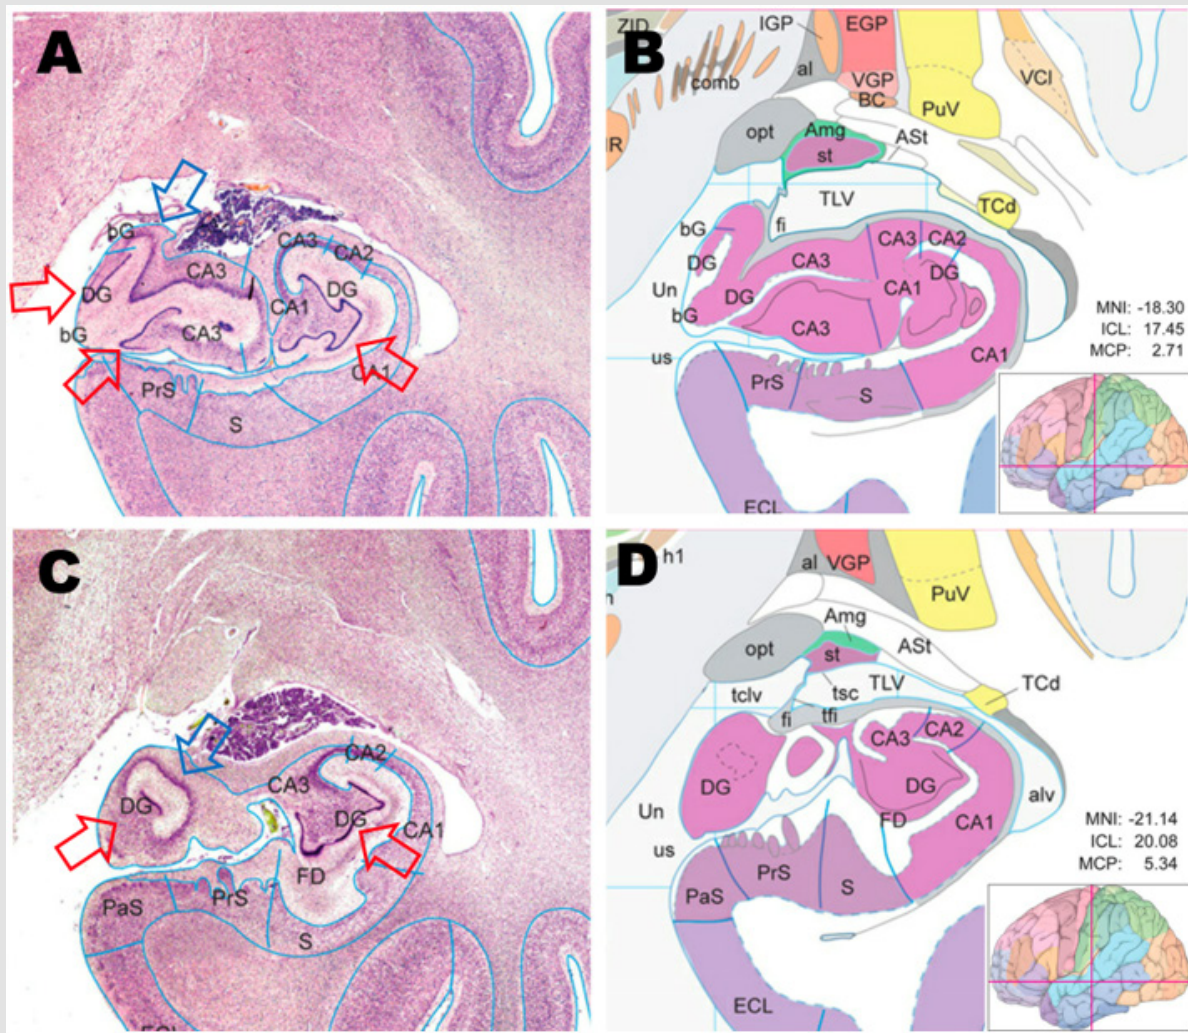 A
bG
CA3
CA2
DG
CA3
CA1
DG
bG
CA3
CA1
PrS
S
B
ZID
IGP
EGP
comb
al
VGP
BC
PuV
VCl
opt
Amg
st
ASt
TLV
TCd
fi
bG
CA3
CA2
DG
CA3
DG
Un
DG
CA1
bG
CA3
us
CA1
PrS
S
ECL
MNI: -18.30
ICL: 17.45
MCP: 2.71
C
CA2
CA3
DG
DG
CA1
FD
PaS
PrS
S
D
h1
al
VGP
PuV
Amg
ASt
opt
st
TCd
tclv
tsc
TLV
fi
tfi
CA3
CA2
DG
DG
alv
Un
FD
CA1
us
PrS
PaS
S
ECL
MNI: -21.14
ICL: 20.08
MCP: 5.34